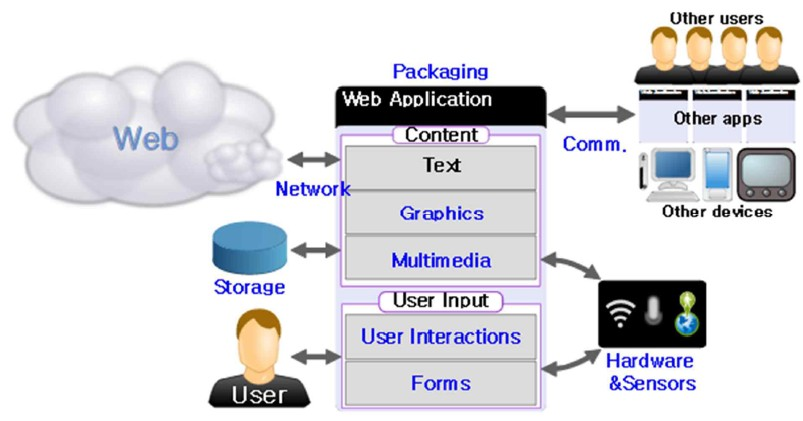 Other users
Packaging
Web Application
Web
Content
Other apps
Comm.
Text
Network
Graphics
Other devices
Multimedia
Storage
User Input
User Interactions
Hardware
&Sensors
Forms
User